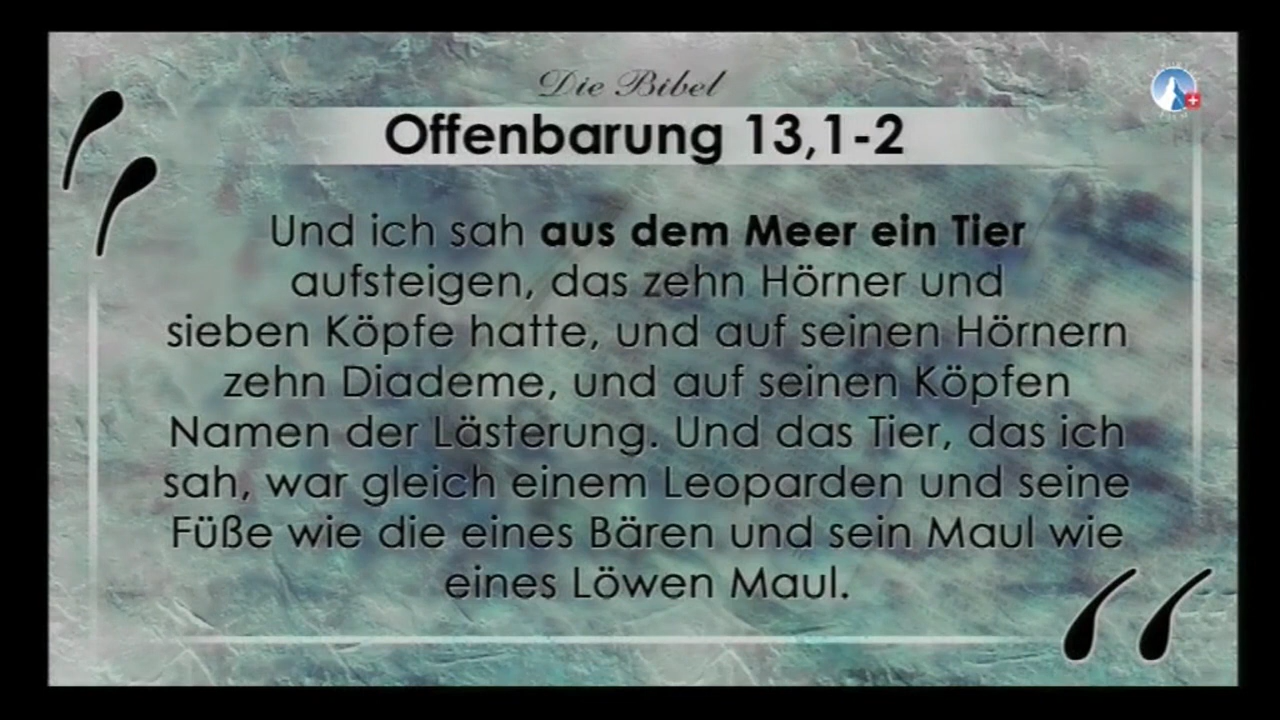 Die Bibel
Offenbarung 13,1-2
Und ich sah aus dem Meer ein Tier
aufsteigen, das zehn Hörner und
sieben Köpfe hatte, und auf seinen Hörnern
zehn Diademe, und auf seinen Köpfen
Namen der Lästerung. Und das Tier, das ich
sah, war gleich einem Leoparden und seine
Füße wie die eines Bären und sein Maul wie
eines Löwen Maul.